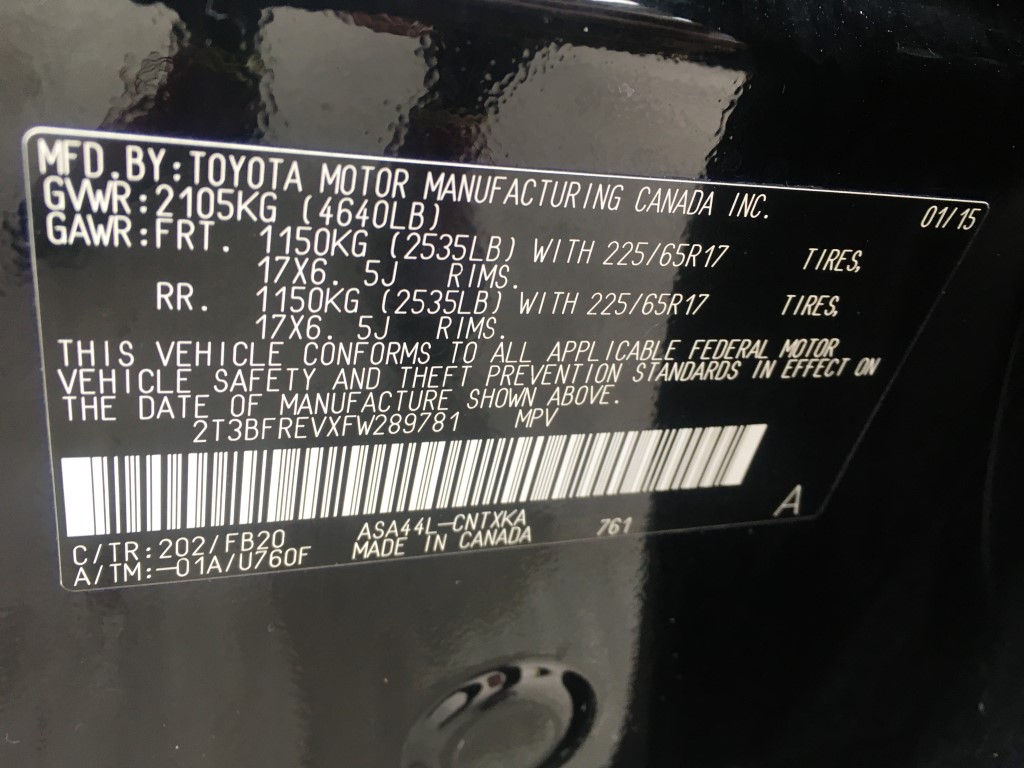 MFD.BY:TOYOTA MOTOR MANUFACTURING CANADA INC. 01/15
GVWR:2105KG (4640LB)
GAWR:FRT. 1150KG (2535LB) WITH 225/65R17 TIRES,
17X6. 5J RIMS.
RR. 1150KG (2535LB) WITH 225/65R17 TIRES,
17X6. 5J RIMS.
THIS VEHICLE CONFORMS TO ALL APPLICABLE FEDERAL MOTOR
VEHICLE SAFETY AND THEFT PREVENTION STANDARDS IN EFFECT ON
THE DATE OF MANUFACTURE SHOWN ABOVE.
2T3BFREVXFW289781 MPV
A
C/TR:202/FB20 ASA44L-CNTXKA 761
A/TM:-01A/U760F MADE IN CANADA